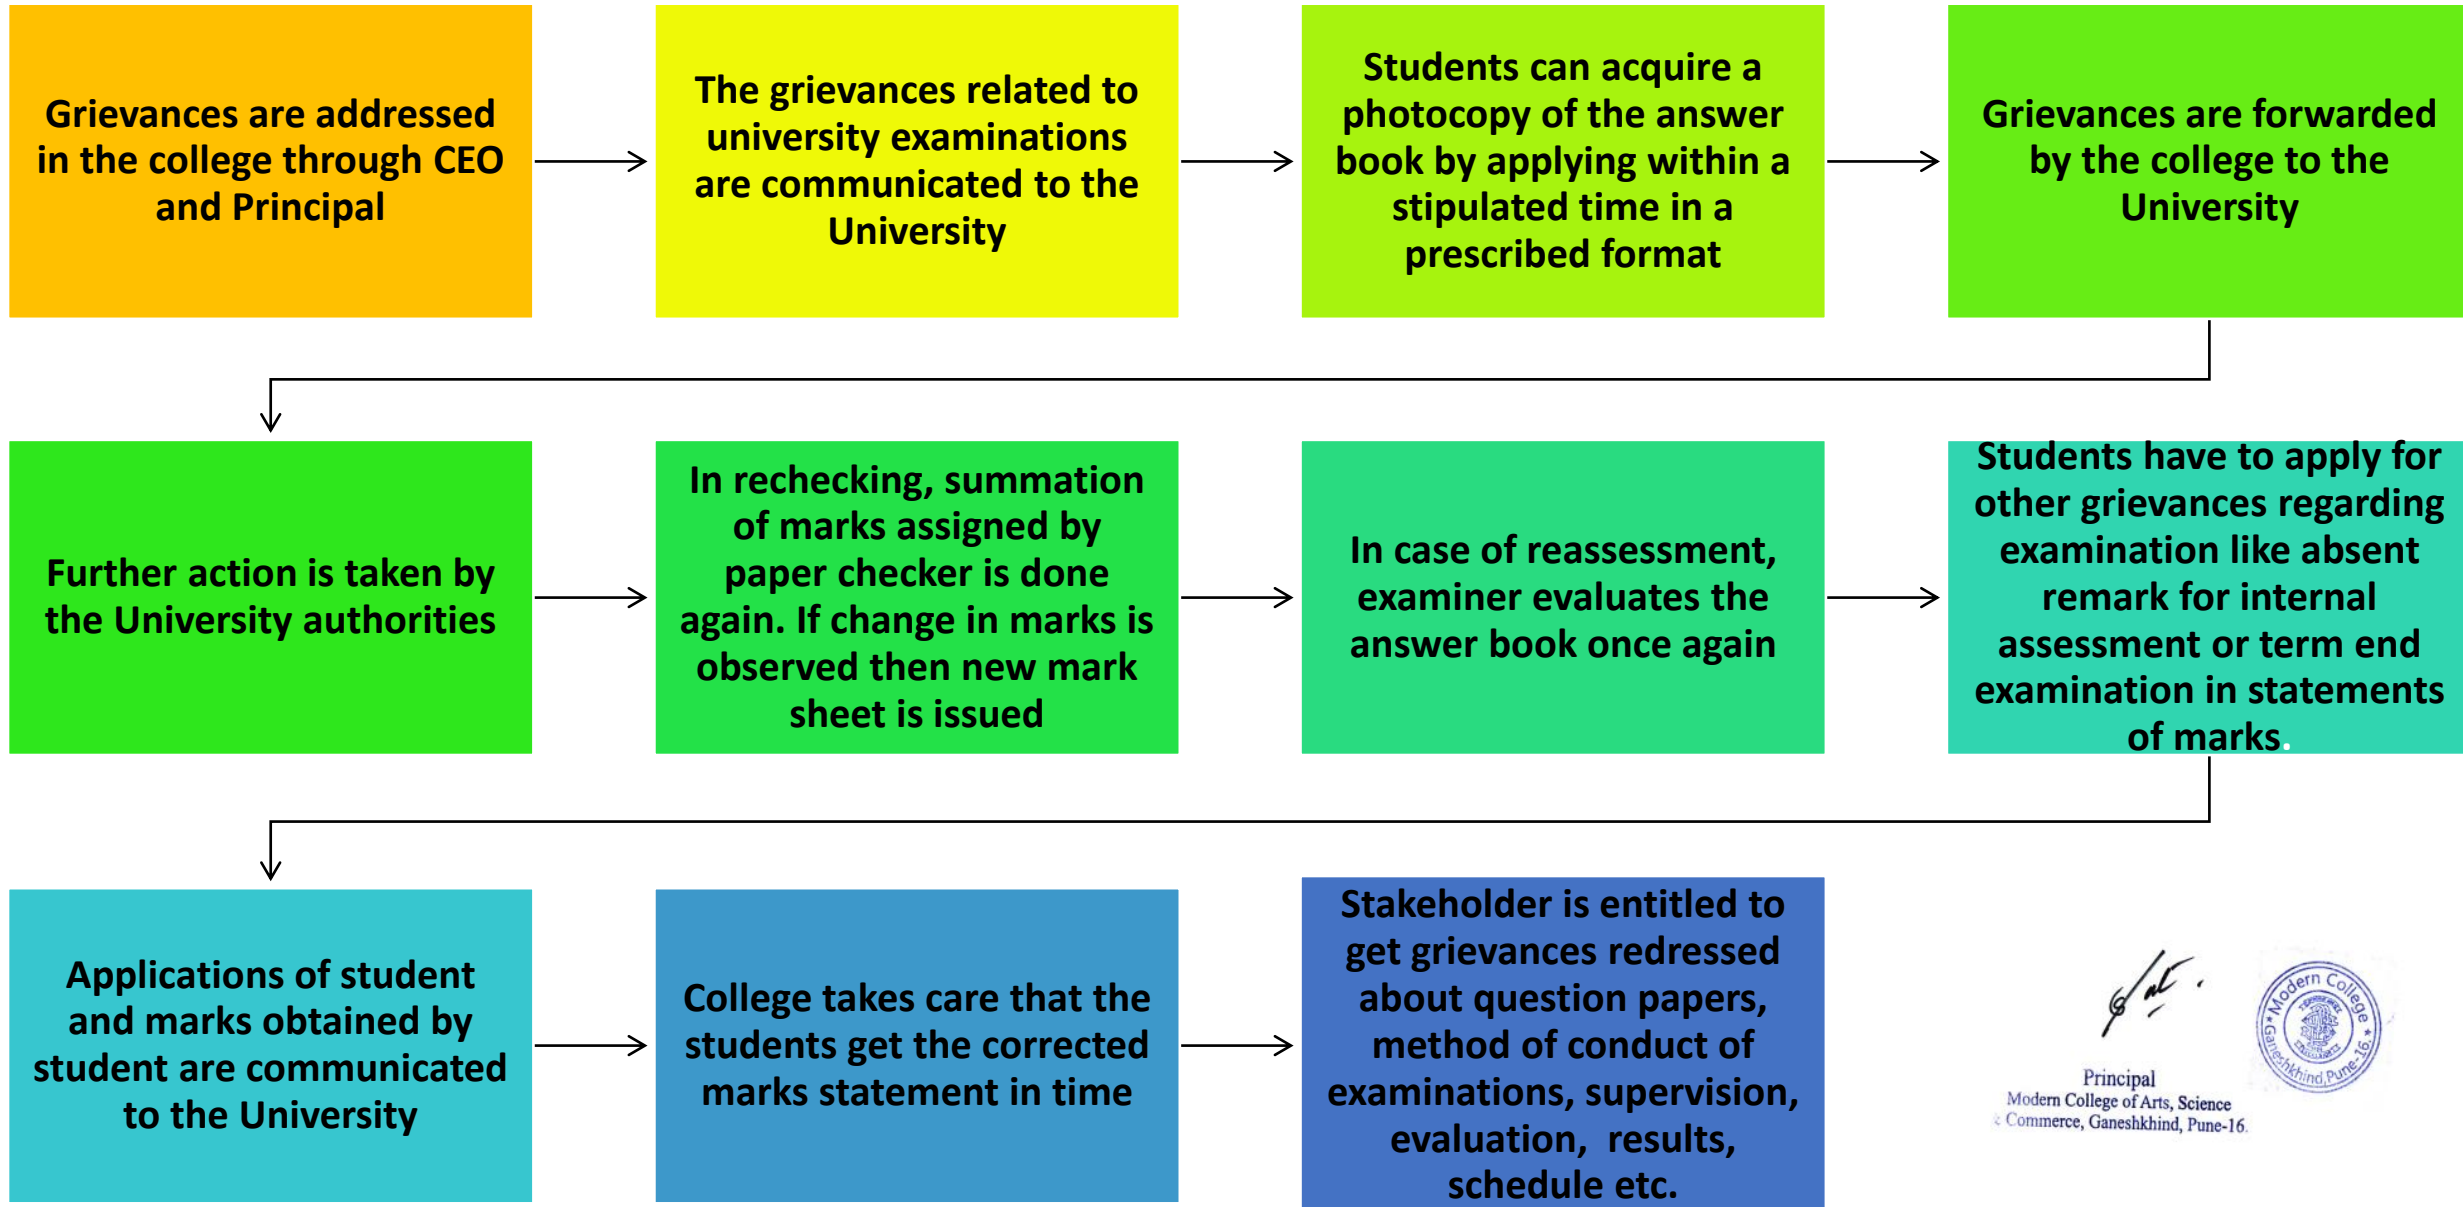 Grievances are addressed
in the college through CEO
and Principal
The grievances related to
university examinations
are communicated to the
University
Students can acquire a
photocopy of the answer
book by applying within a
stipulated time in a
prescribed format
Grievances are forwarded
by the college to the
University
Further action is taken by
the University authorities
In rechecking, summation
of marks assigned by
paper checker is done
again. If change in marks is
observed then new mark
sheet is issued
In case of reassessment,
examiner evaluates the
answer book once again
Students have to apply for
other grievances regarding
examination like absent
remark for internal
assessment or term end
examination in statements
of marks.
Applications of student
and marks obtained by
student are communicated
to the University
College takes care that the
students get the corrected
marks statement in time
Stakeholder is entitled to
get grievances redressed
about question papers,
method of conduct of
examinations, supervision,
evaluation, results,
schedule etc.
Principal
Modern College of Arts, Science
Commerce, Ganeshkhind, Pune-16.
Modern College
Ganeshkhind, Pune-16.